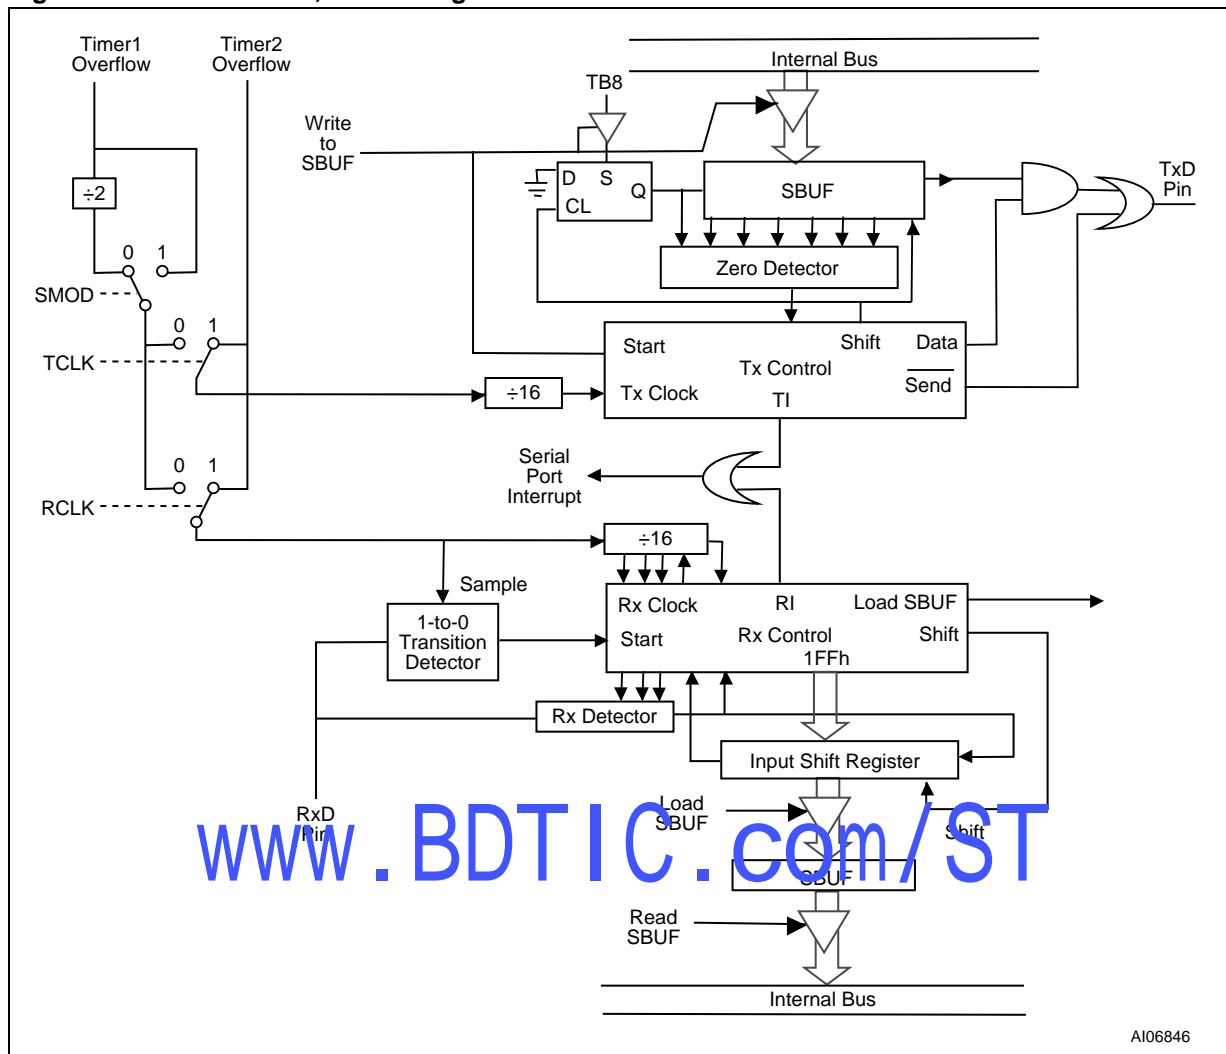 Timer1
Overflow
Timer2
Overflow
Internal Bus
TB8
Write
to
SBUF
D S
Q
CL
SBUF
TxD
Pin
÷2
Zero Detector
0 1
SMOD
0 1
TCLK
Start
Shift
Data
Tx Control
Send
÷16
Tx Clock
TI
Serial
Port
Interrupt
0 1
RCLK
÷16
Sample
Rx Clock
RI
Load SBUF
1-to-0
Transition
Detector
Start
Rx Control
Shift
1FFh
Rx Detector
Input Shift Register
RxD
Pin
Load
SBUF
Shift
www.BDTIC.com/ST
SBUF
Read
SBUF
Internal Bus
AI06846